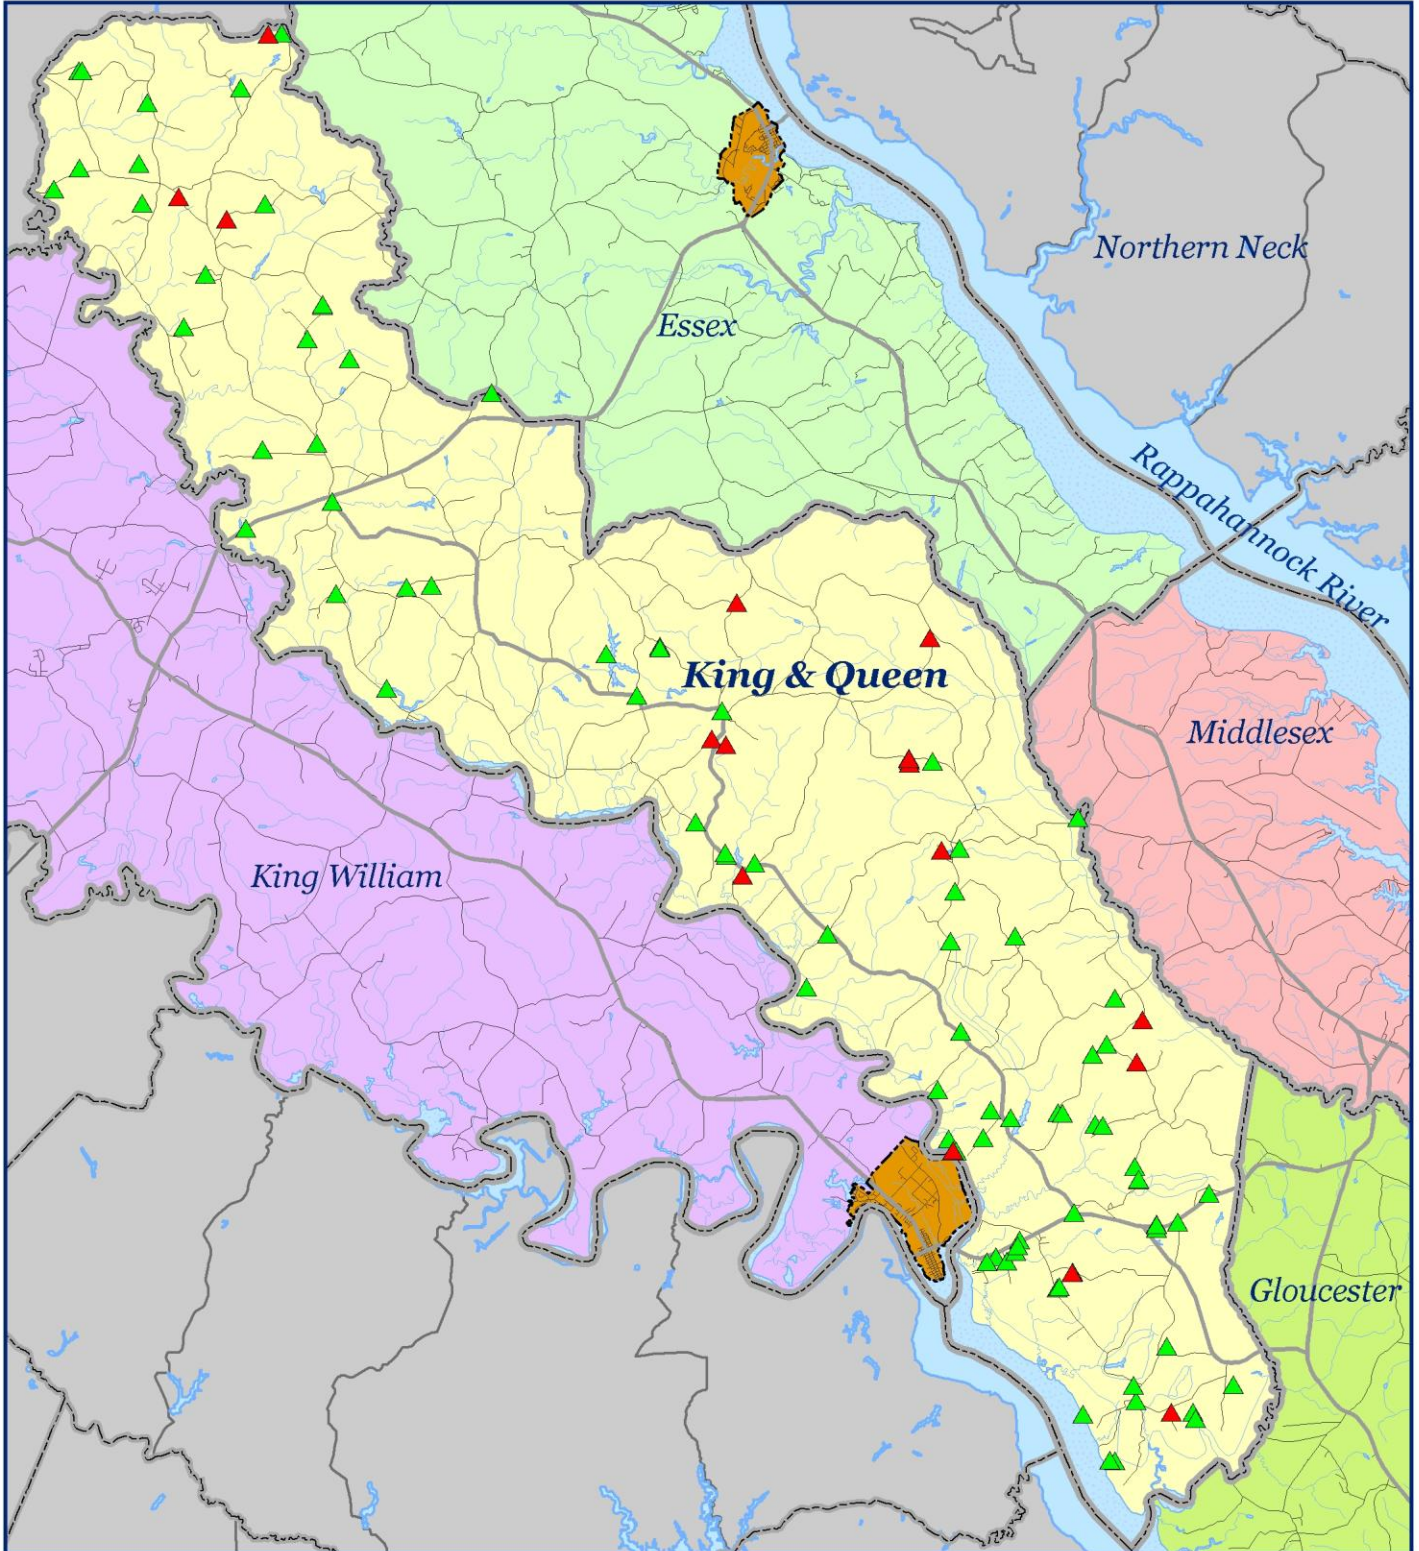 Northern Neck
Essex
Rappahannock River
King & Queen
Middlesex
King William
Gloucester